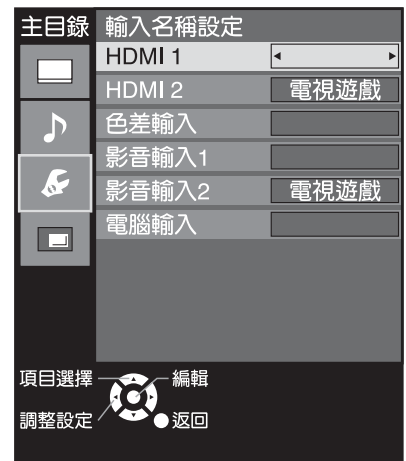 主目錄 輸入名稱設定
HDMI 1
HDMI 2 電視遊戲
色差輸入
影音輸入1
影音輸入2 電視遊戲
電腦輸入
項目選擇 編輯
調整設定 返回